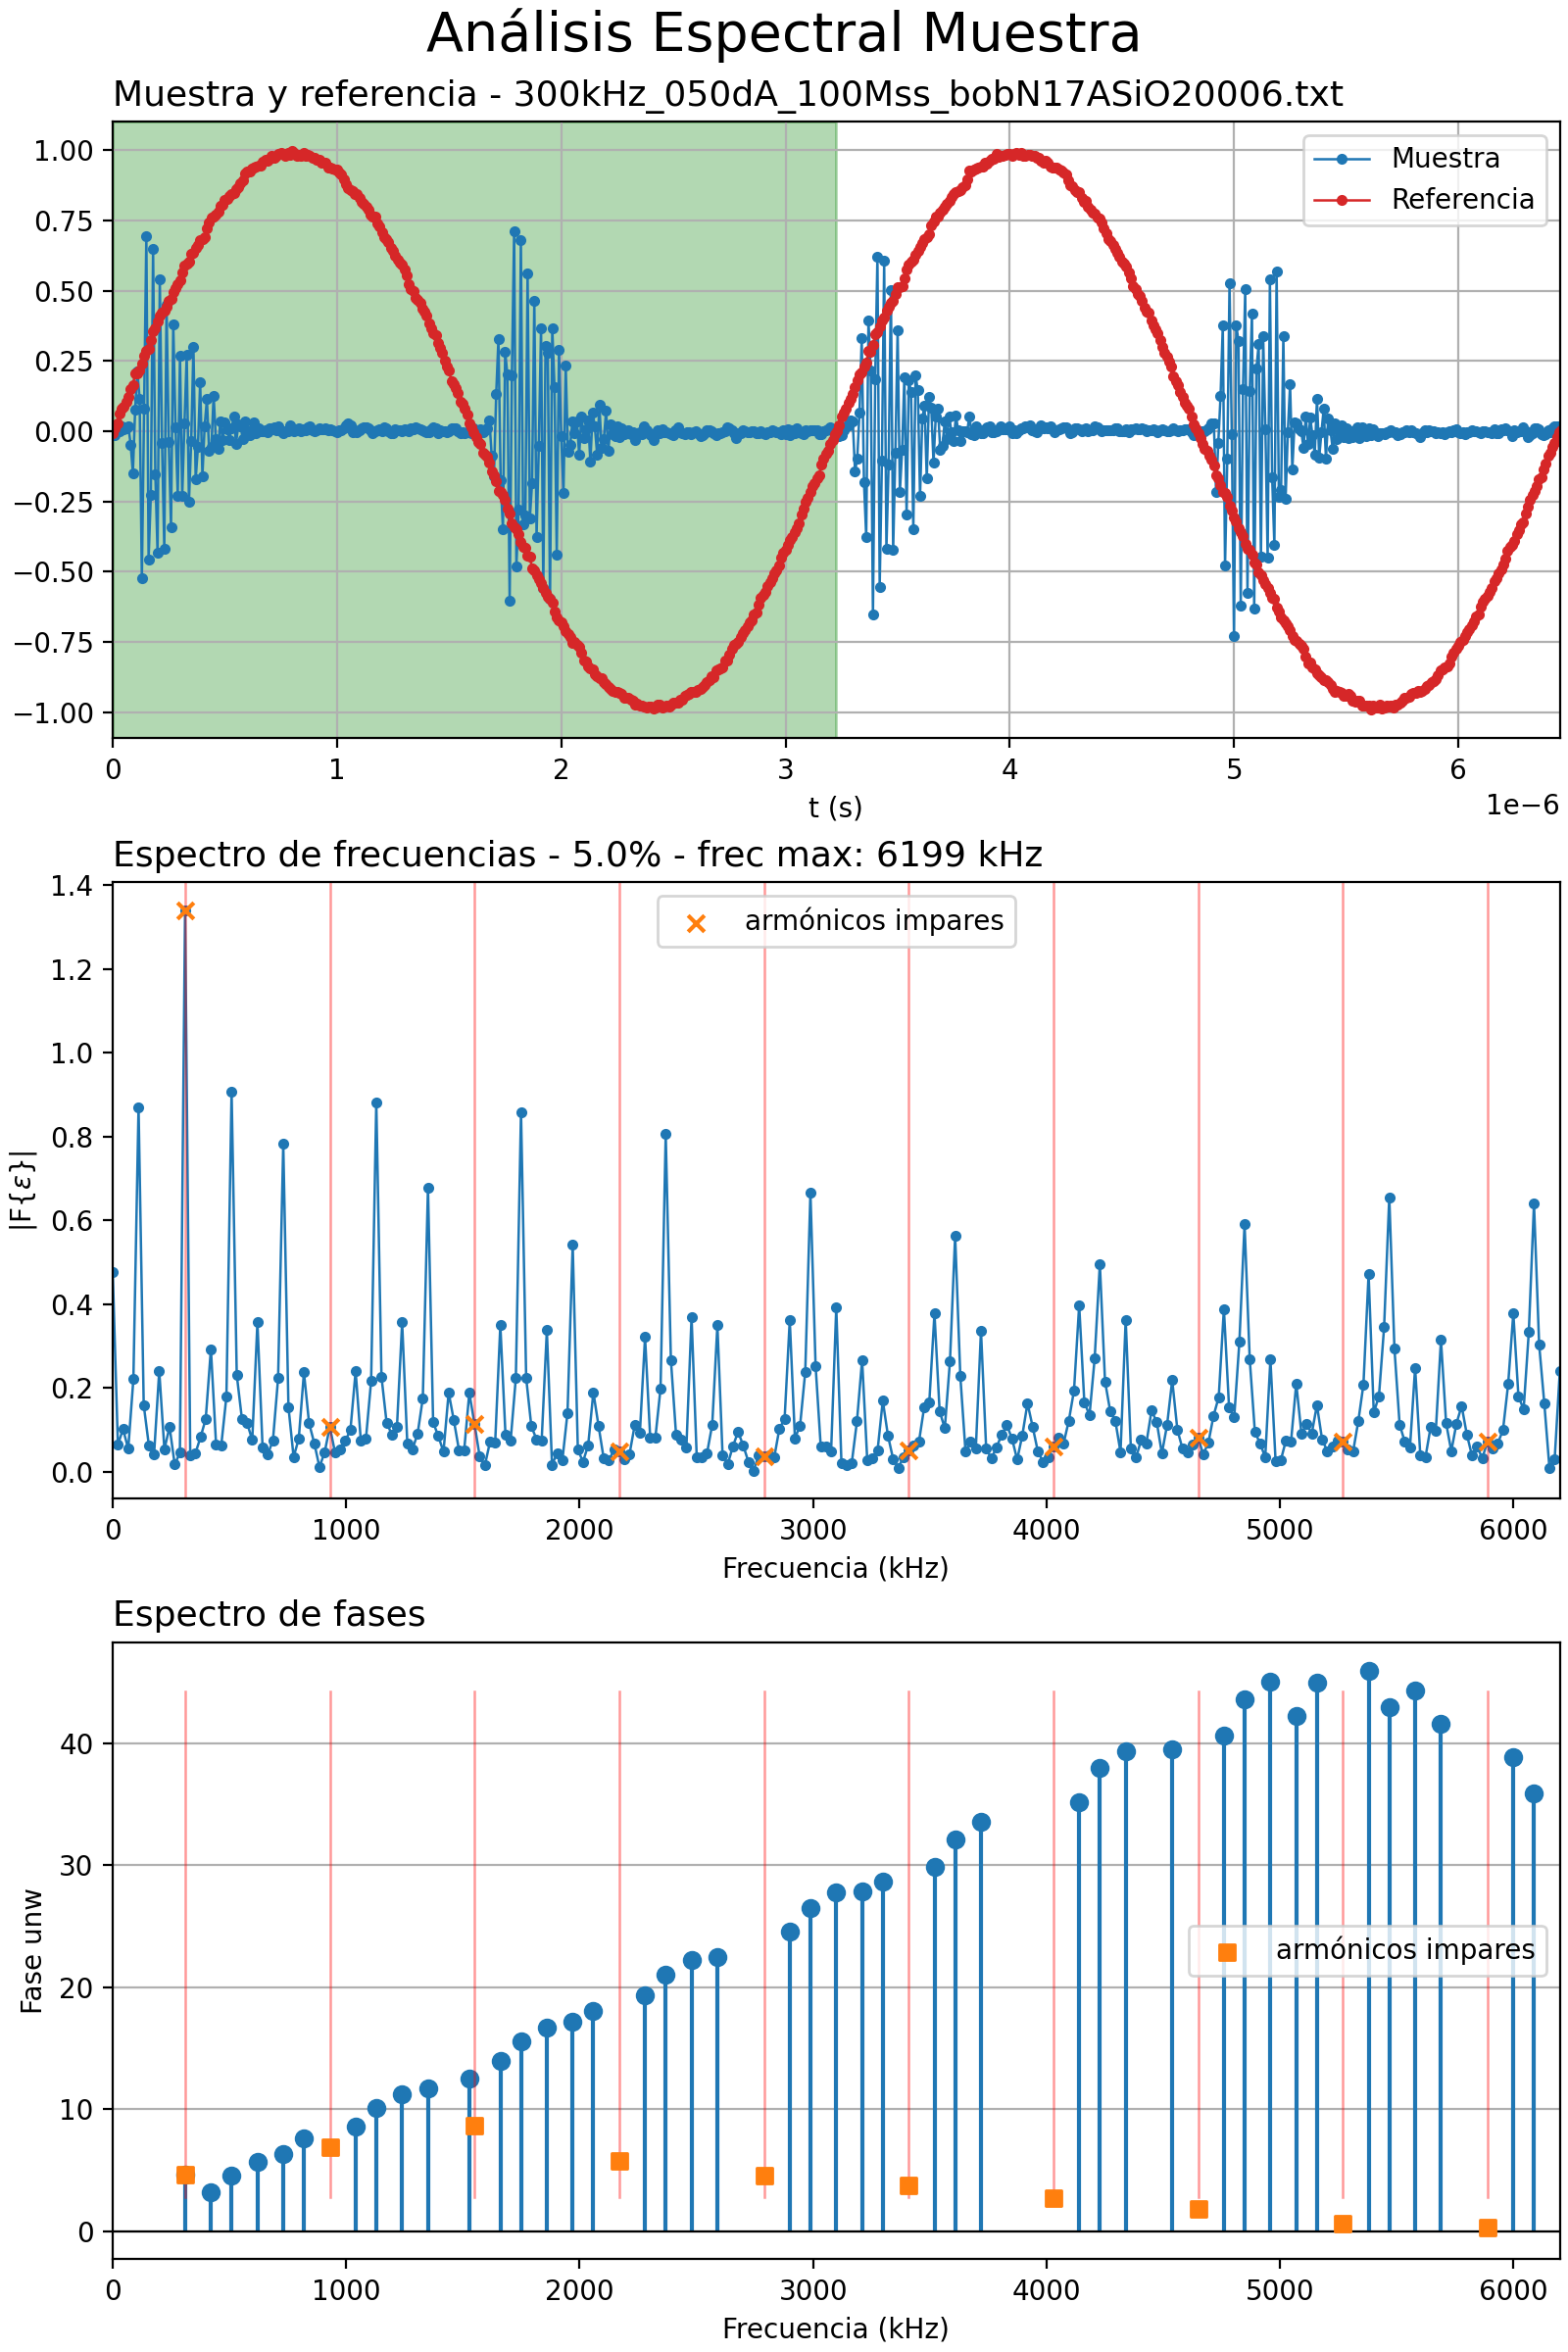 Análisis Espectral Muestra
Muestra y referencia - 300kHz_050dA_100Mss_bobN17ASiO20006.txt
1.00
0.75
0.50
0.25
0.00
−0.25
−0.50
−0.75
−1.00
Muestra
Referencia
0 1 2 3 4 5 6
t (s)
1e−6
Espectro de frecuencias - 5.0% - frec max: 6199 kHz
1.4
1.2
1.0
0.8
0.6
0.4
0.2
0.0
|F{ε}|
armónicos impares
0 1000 2000 3000 4000 5000 6000
Frecuencia (kHz)
Espectro de fases
40
30
20
10
0
Fase unw
armónicos impares
0 1000 2000 3000 4000 5000 6000
Frecuencia (kHz)